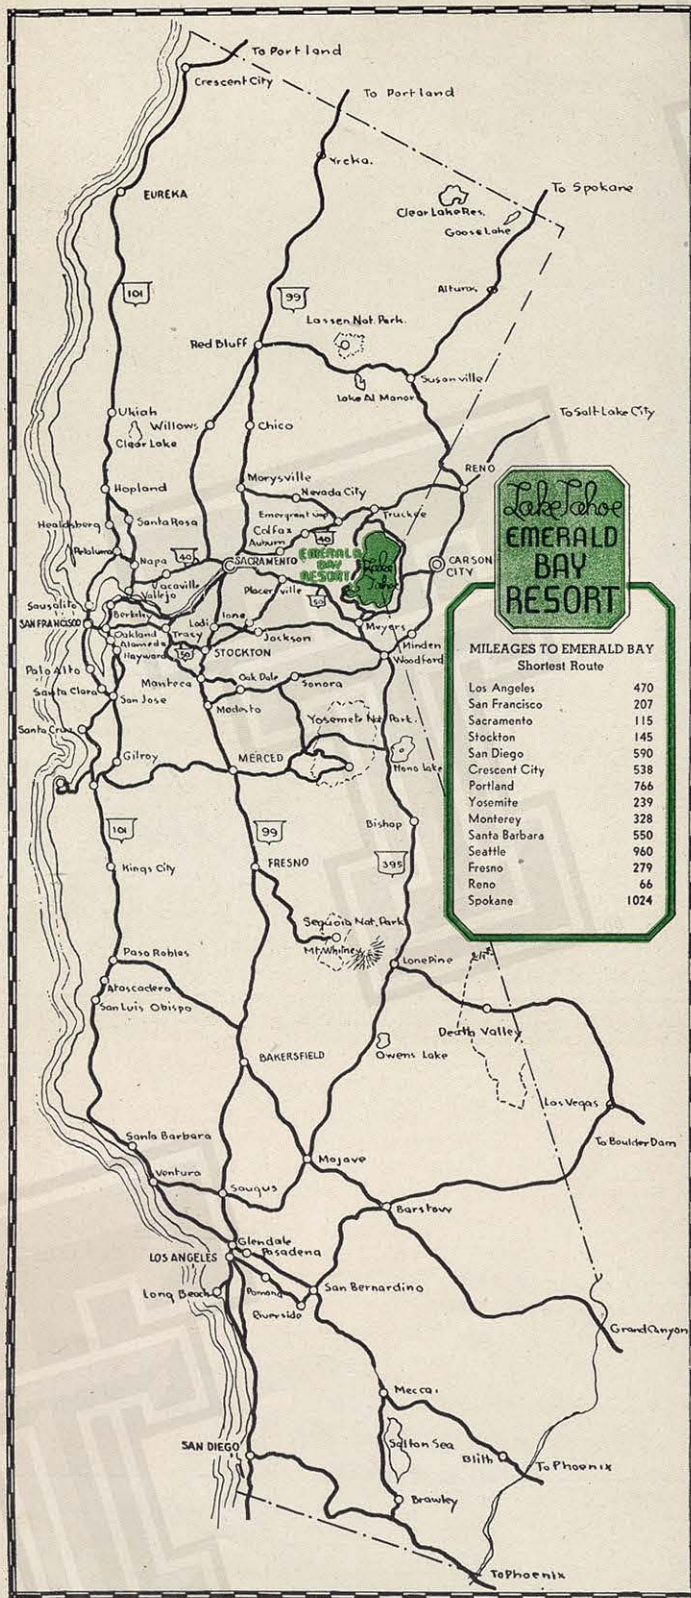 To Portland
Crescent City
To Portland
Yreka.
EUREKA
Clear Lake Res.
To Spokane
Goose Lake
Alturas
101
99
Lassen Nat. Park.
Red Bluff
Lake Al Manor
Susanville
Ukiah
Willows
Chico
Clear Lake
To Salt Lake City
RENO
Hopland
Morysville
Nevada City
Emergrant Gap
Truckee
Healdsberg
Santa Rosa
Colfax
40
Auburn
Petaluma
Napa
40
SACRAMENTO
EMERALD
BAY
RESORT
Lake
Tahoe
CARSON
CITY
Vacaville
Vallejo
Placerville
50
Sausalito
Berkeley
SAN FRANCISCO
Oakland
Alameda
Hayward
Tracy
50
Lodi
Ione
Jackson
STOCKTON
Meyers
Minden
Woodford
Palo Alto
Santa Clara
San Jose
Manteca
Oak Dale
Sonora
Modesto
Santa Cruz
Yosemete Nat. Park.
Gilroy
MERCED
Mono Lake
101
99
Bishop
395
Kings City
FRESNO
Sequoia Nat. Park
Mt Whitney
Paso Robles
Atascadero
San Luis Obispo
Lone Pine
Death Valley
BAKERSFIELD
Owens Lake
Las Vegas
To Boulder Dam
Santa Barbara
Ventura
Saugus
Mojave
Barstow
Glendale
Pasadena
LOS ANGELES
Long Beach
Pomona
Riverside
San Bernardino
Grand Canyon
Mecca.
SAN DIEGO
Salton Sea
Blith
To Phoenix
Brawley
To Phoenix
Lake Tahoe
EMERALD
BAY
RESORT
MILEAGES TO EMERALD BAY
Shortest Route
Los Angeles 470
San Francisco 207
Sacramento 115
Stockton 145
San Diego 590
Crescent City 538
Portland 766
Yosemite 239
Monterey 328
Santa Barbara 550
Seattle 960
Fresno 279
Reno 66
Spokane 1024